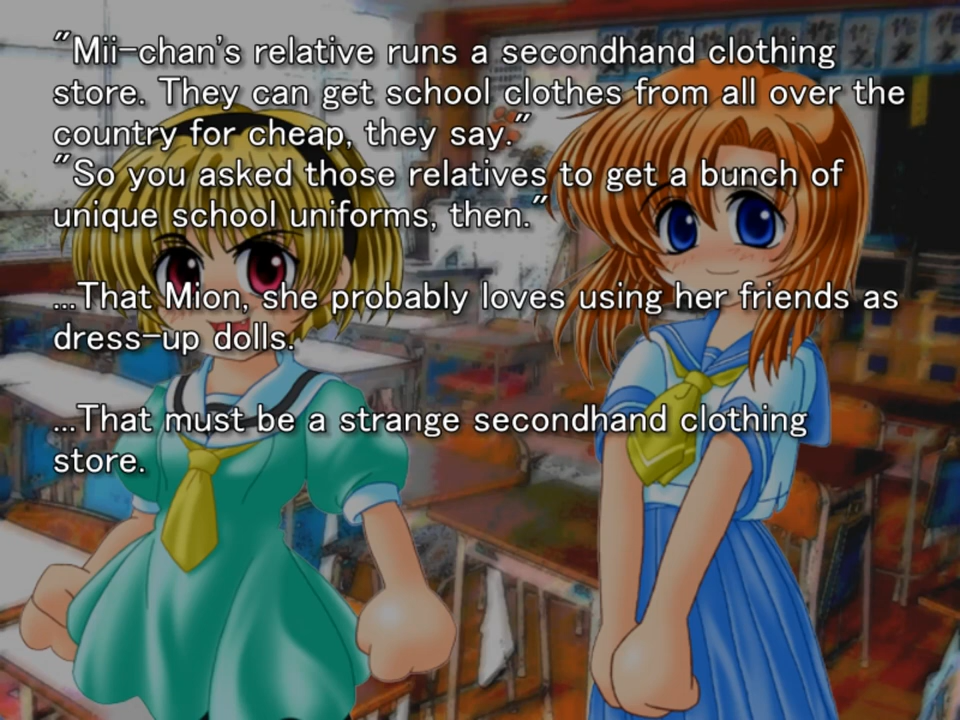 "Mii-chan's relative runs a secondhand clothing
store. They can get school clothes from all over the
country for cheap, they say."
"So you asked those relatives to get a bunch of
unique school uniforms, then."
...That Mion, she probably loves using her friends as
dress-up dolls.
...That must be a strange secondhand clothing
store.